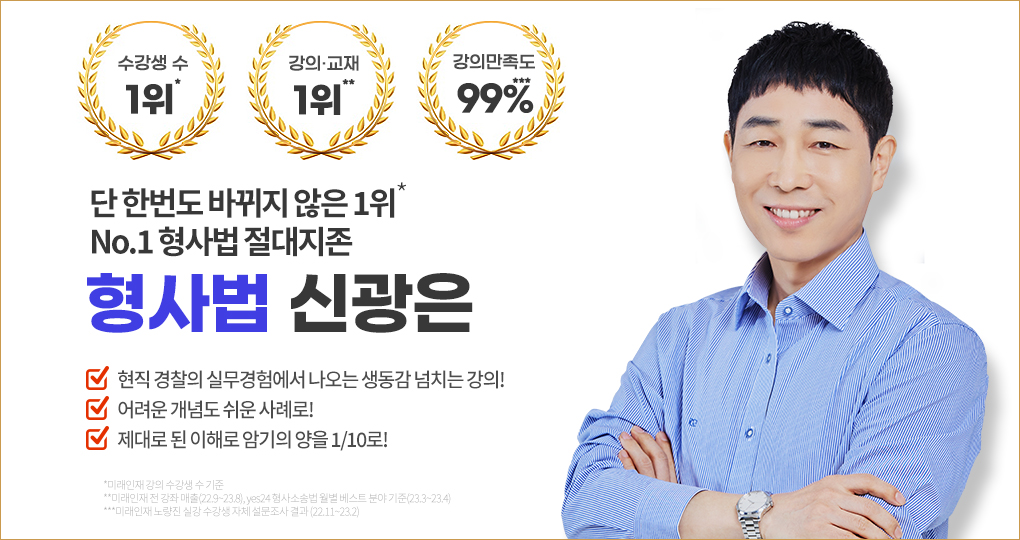 수강생 수
1위*
강의·교재
1위**
강의만족도
99%***
단 한번도 바뀌지 않은 1위*
No.1 형사법 절대지존
형사법 신광은
현직 경찰의 실무경험에서 나오는 생동감 넘치는 강의!
어려운 개념도 쉬운 사례로!
제대로 된 이해로 암기의 양을 1/10로!
*미래인재 강의 수강생 수 기준
**미래인재 전 강좌 매출(22.9~23.8), yes24 형사소송법 월별 베스트 분야 기준(23.3~23.4)
***미래인재 노량진 실강 수강생 자체 설문조사 결과 (22.11~23.2)